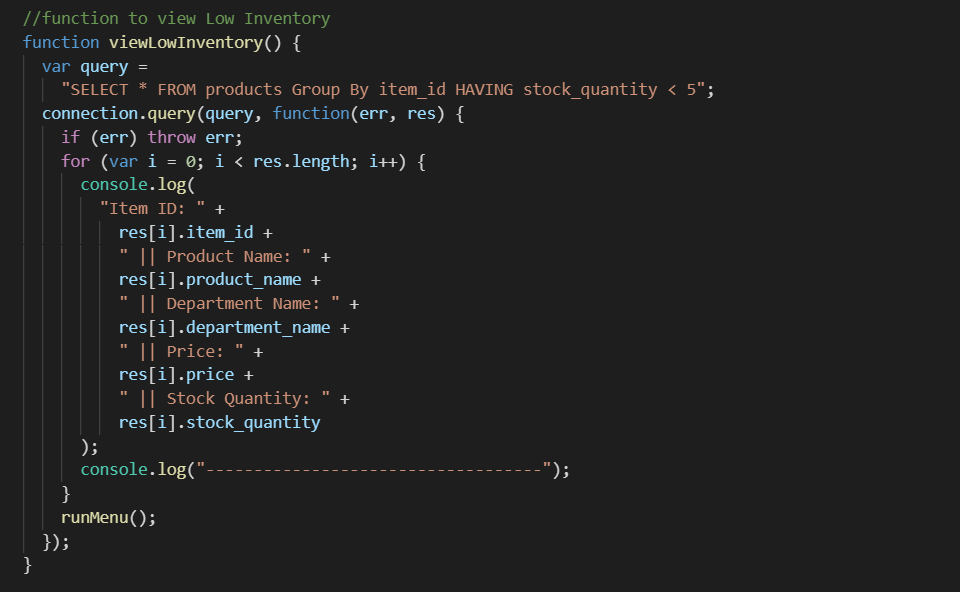 //function to view Low Inventory
function viewLowInventory() {
  var query =
    "SELECT * FROM products Group By item_id HAVING stock_quantity < 5";
  connection.query(query, function(err, res) {
    if (err) throw err;
    for (var i = 0; i < res.length; i++) {
      console.log(
        "Item ID: " +
          res[i].item_id +
          " || Product Name: " +
          res[i].product_name +
          " || Department Name: " +
          res[i].department_name +
          " || Price: " +
          res[i].price +
          " || Stock Quantity: " +
          res[i].stock_quantity
      );
      console.log("-----------------------------------");
    }
    runMenu();
  });
}